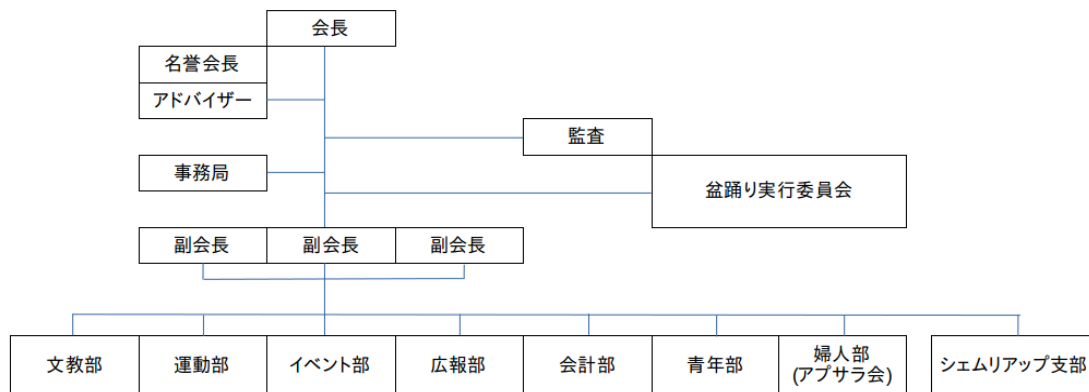 会長
名誉会長
アドバイザー
監査
事務局
盆踊り実行委員会
副会長 副会長 副会長
文教部 運動部 イベント部 広報部 会計部 青年部 婦人部 シェムリアップ支部
(アプサラ会)